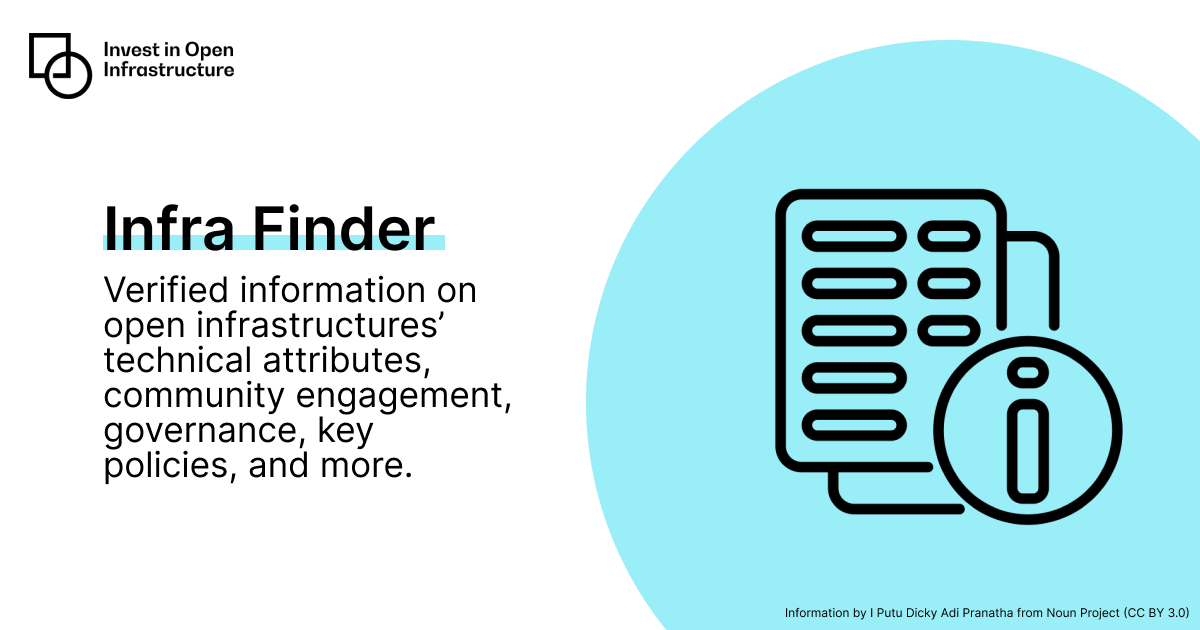 Invest in Open
Infrastructure
Infra Finder
Verified information on
open infrastructures’
technical attributes,
community engagement,
governance, key
policies, and more.
Information by I Putu Dicky Adi Pranatha from Noun Project (CC BY 3.0)